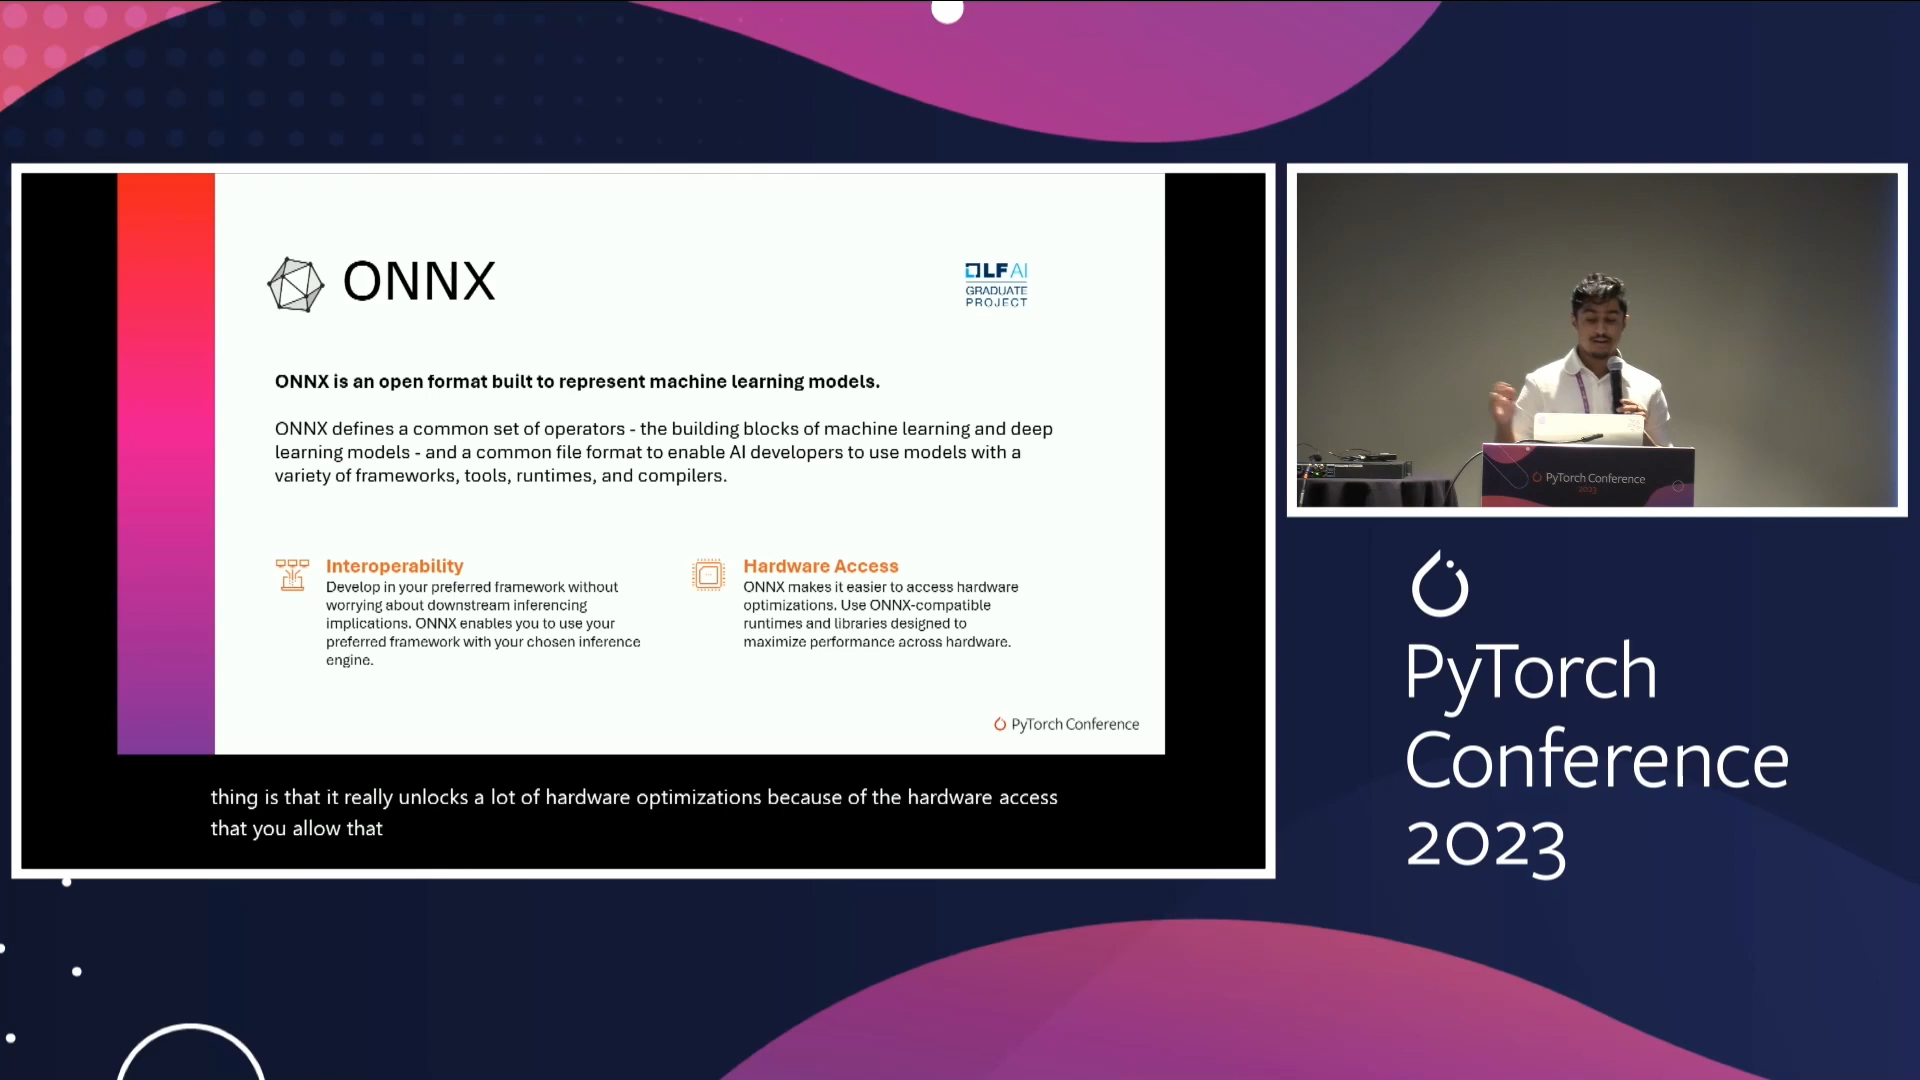 ONNX
LF AI
GRADUATE
PROJECT
ONNX is an open format built to represent machine learning models.
ONNX defines a common set of operators - the building blocks of machine learning and deep
learning models - and a common file format to enable AI developers to use models with a
variety of frameworks, tools, runtimes, and compilers.
Interoperability
Develop in your preferred framework without
worrying about downstream inferencing
implications. ONNX enables you to use your
preferred framework with your chosen inference
engine.
Hardware Access
ONNX makes it easier to access hardware
optimizations. Use ONNX-compatible
runtimes and libraries designed to
maximize performance across hardware.
PyTorch Conference
thing is that it really unlocks a lot of hardware optimizations because of the hardware access
that you allow that
PyTorch Conference
2023
PyTorch
Conference
2023